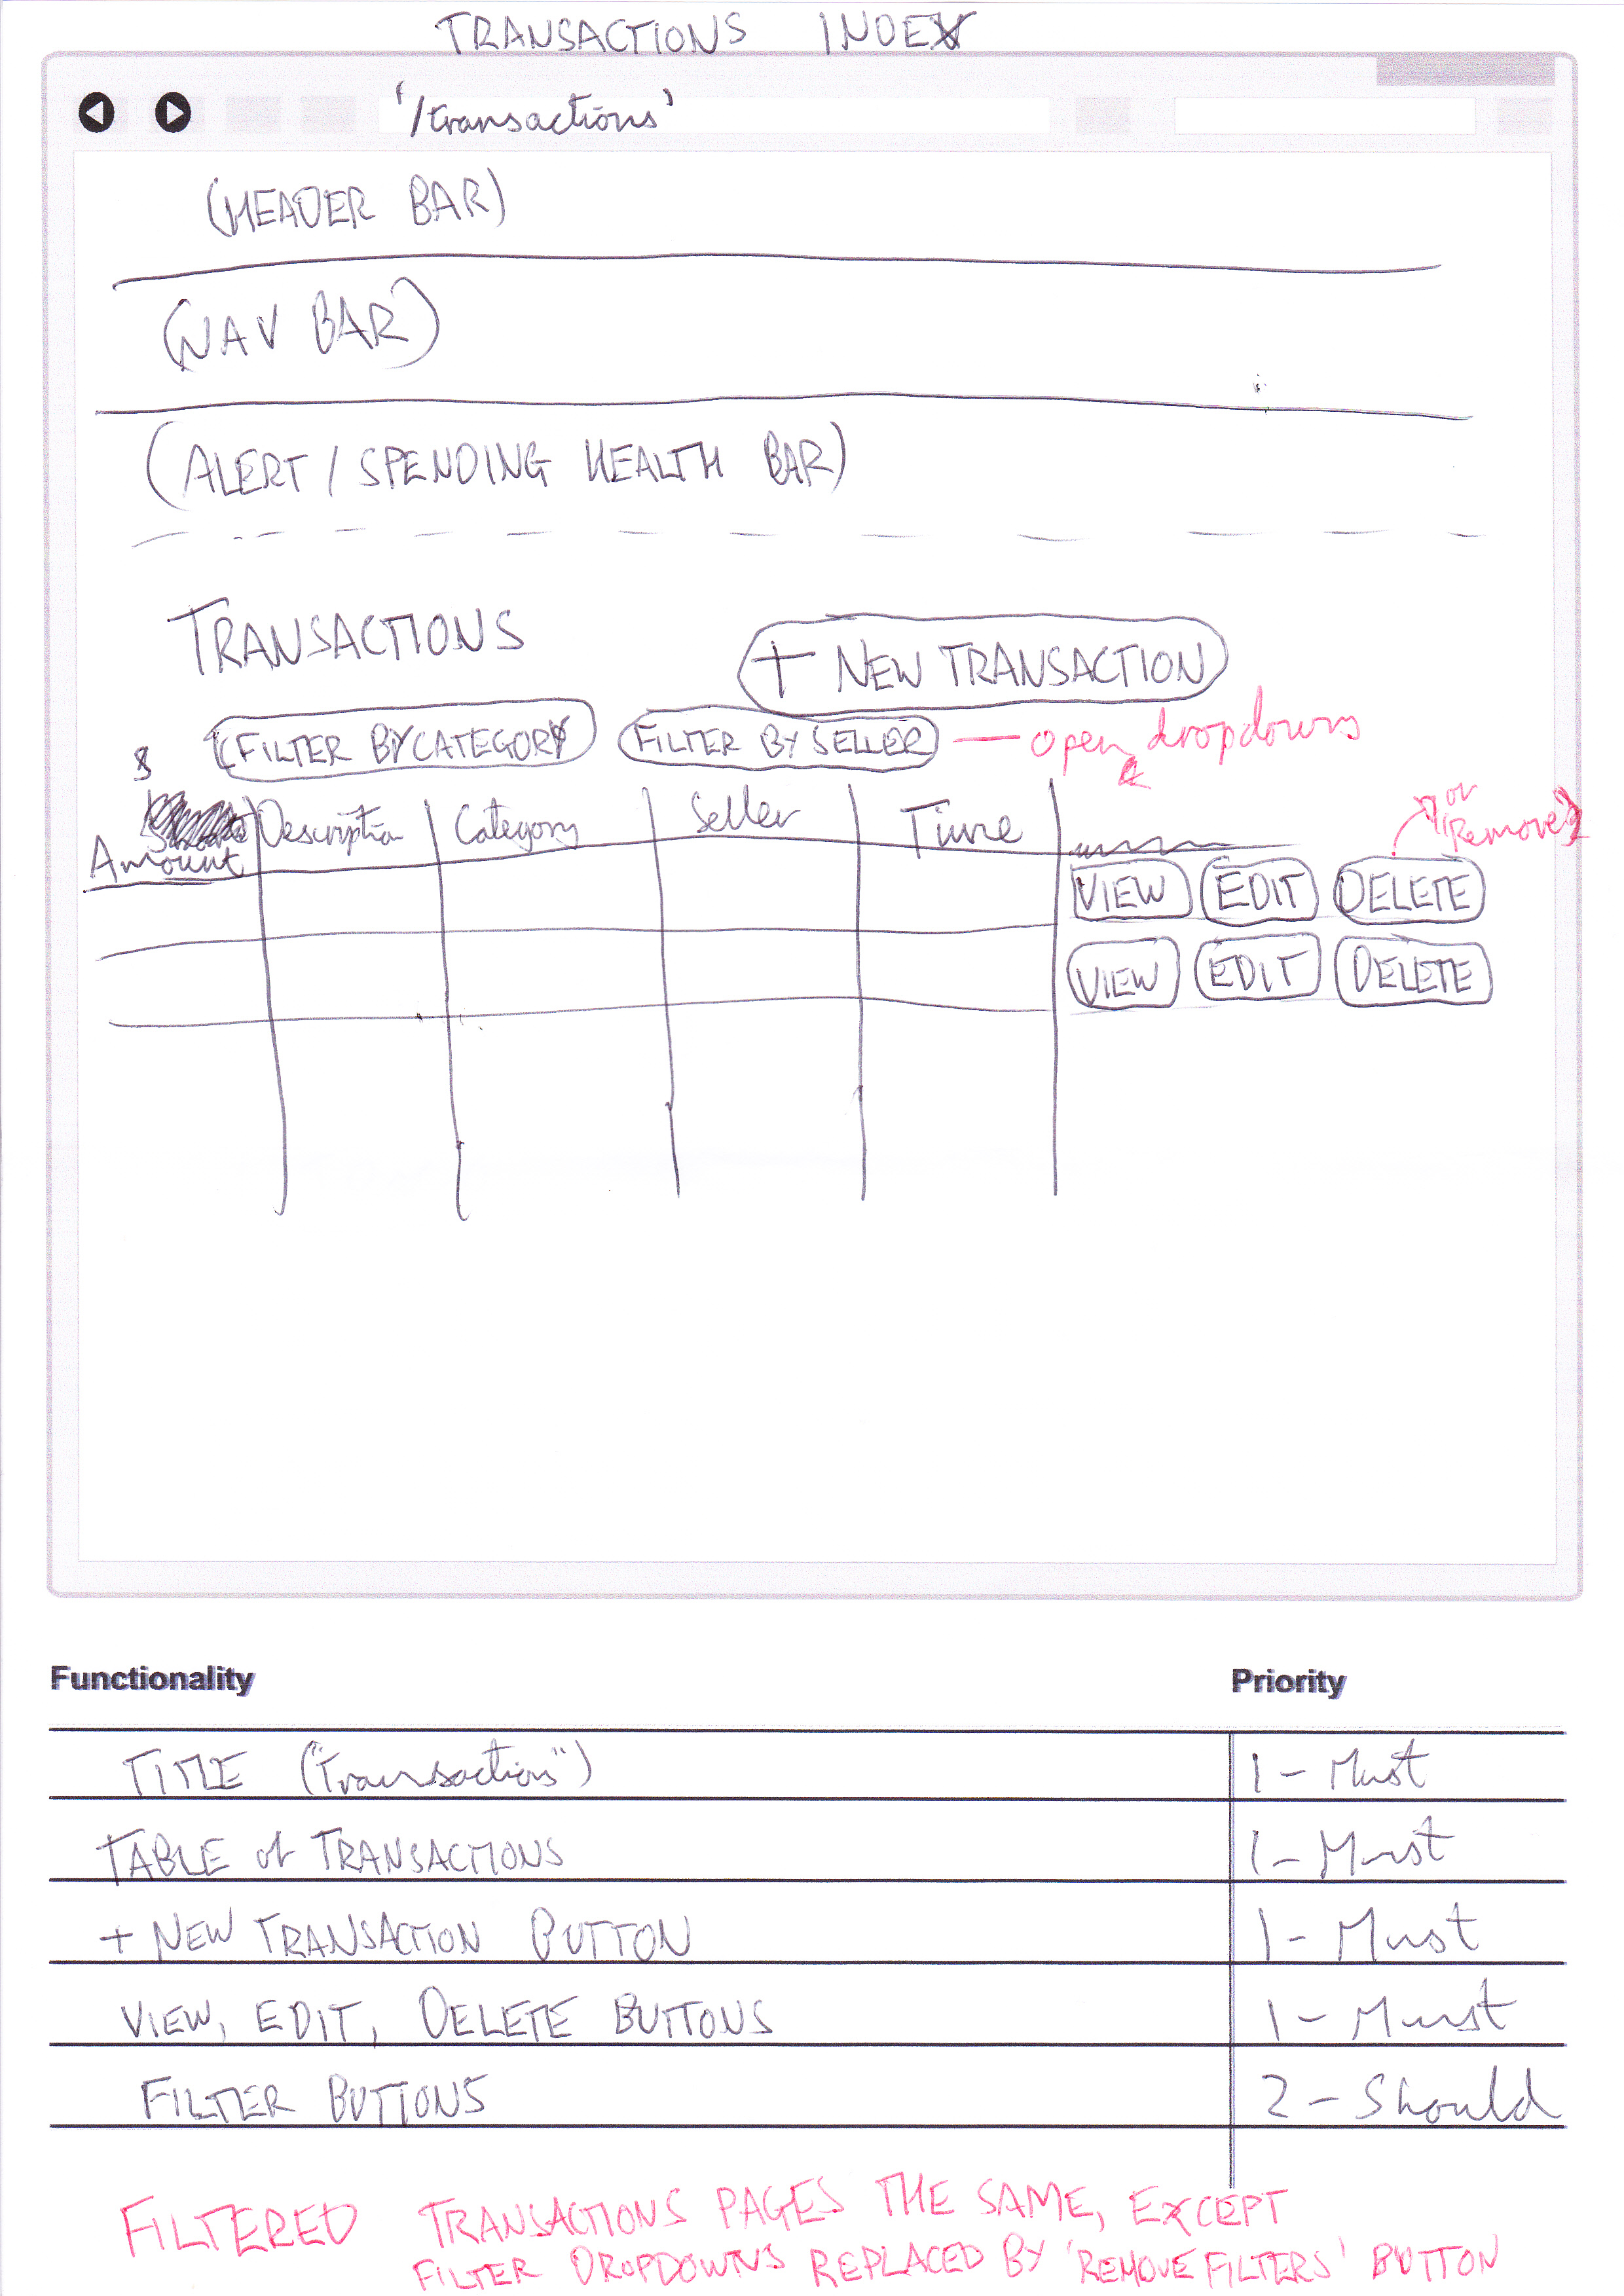 TRANSACTIONS INDEX
'/transactions'
(HEADER BAR)
(NAV BAR)
(ALERT / SPENDING HEALTH BAR)
TRANSACTIONS
+ NEW TRANSACTION
FILTER BY CATEGORY FILTER BY SELLER — open dropdowns
Amount Description Category Seller Time
or
Remove?
VIEW EDIT DELETE
VIEW EDIT DELETE
Functionality Priority
TITLE ("Transactions") 1 - Must
TABLE of TRANSACTIONS 1 - Must
+ NEW TRANSACTION BUTTON 1 - Must
VIEW, EDIT, DELETE BUTTONS 1 - Must
FILTER BUTTONS 2 - Should
FILTERED TRANSACTIONS PAGES THE SAME, EXCEPT
FILTER DROPDOWNS REPLACED BY 'REMOVE FILTERS' BUTTON